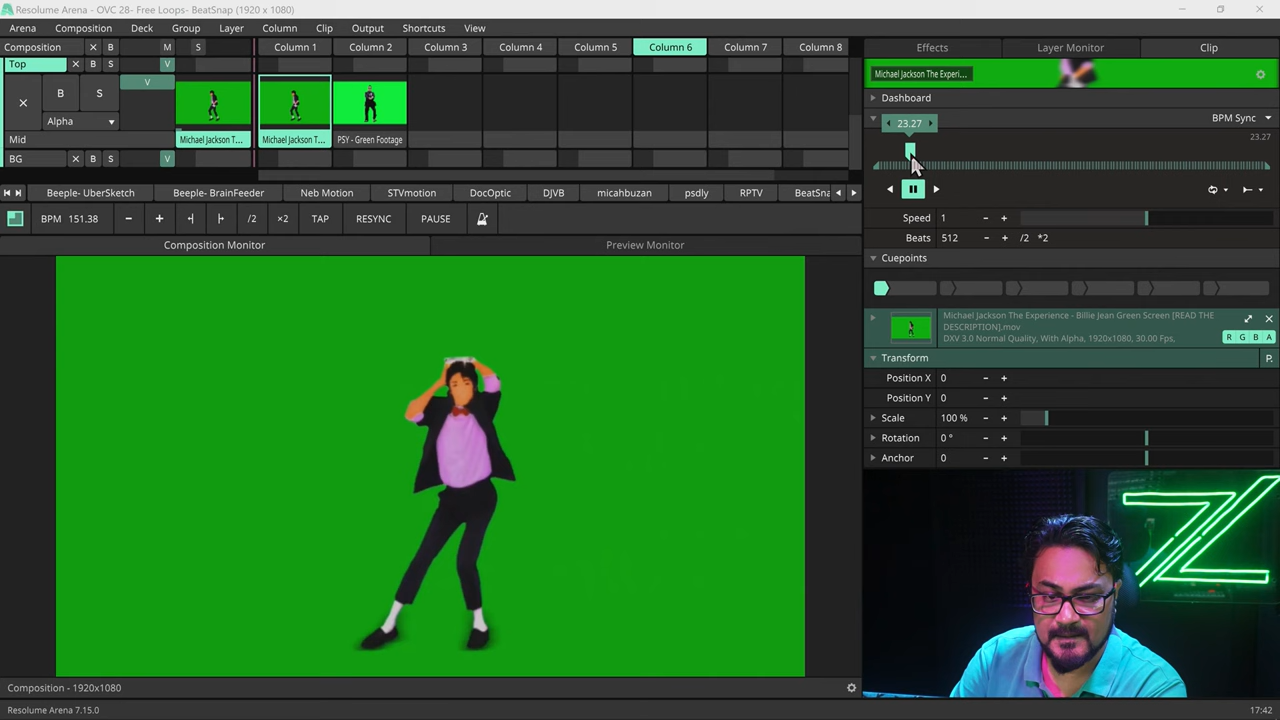 Resolume Arena - OVC 28- Free Loops- BeatSnap (1920 x 1080)
Arena Composition Deck Group Layer Column Clip Output Shortcuts View
Composition X B M S Column 1 Column 2 Column 3 Column 4 Column 5 Column 6 Column 7 Column 8
Top X B S V
B S V
Alpha
Mid Michael Jackson T... Michael Jackson T... PSY - Green Footage
BG X B S V
Beeple- UberSketch Beeple- BrainFeeder Neb Motion STVmotion DocOptic DJVB micahbuzan psdly RPTV BeatSna
BPM 151.38 - + /2 ×2 TAP RESYNC PAUSE
Composition Monitor Preview Monitor
Composition - 1920x1080
Resolume Arena 7.15.0
Effects Layer Monitor Clip
Michael Jackson The Experi...
Dashboard
23.27 BPM Sync
23.27
Speed 1 - +
Beats 512 - + /2 *2
Cuepoints
Michael Jackson The Experience - Billie Jean Green Screen [READ THE
DESCRIPTION].mov
DXV 3.0 Normal Quality, With Alpha, 1920x1080, 30.00 Fps,
R G B A
Transform P.
Position X 0 - +
Position Y 0 - +
Scale 100 % - +
Rotation 0 ° - +
Anchor 0 - +
17:42